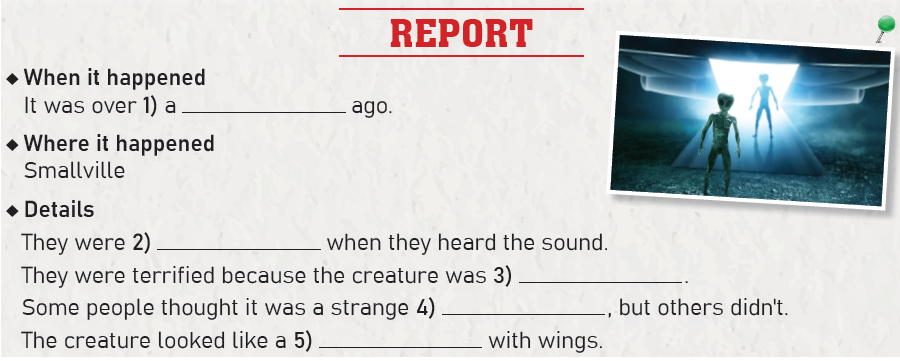 REPORT
◆ When it happened
It was over 1) a ______________ ago.
◆ Where it happened
Smallville
◆ Details
They were 2) ______________ when they heard the sound.
They were terrified because the creature was 3) ______________.
Some people thought it was a strange 4) ______________, but others didn't.
The creature looked like a 5) ______________ with wings.